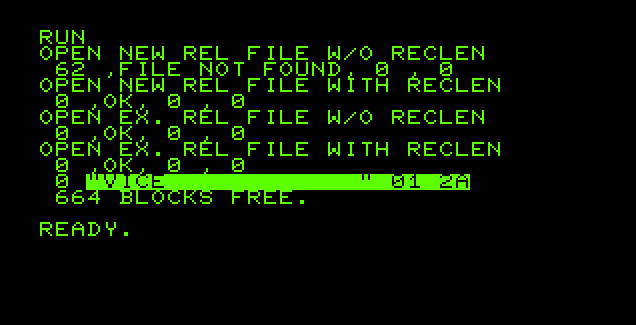 RUN
OPEN NEW REL FILE W/O RECLEN
 62 ,FILE NOT FOUND, 0 , 0
OPEN NEW REL FILE WITH RECLEN
 0 ,OK, 0 , 0
OPEN EX. REL FILE W/O RECLEN
 0 ,OK, 0 , 0
OPEN EX. REL FILE WITH RECLEN
 0 ,OK, 0 , 0
 0 "VICE            " 01 2A
 664 BLOCKS FREE.
READY.